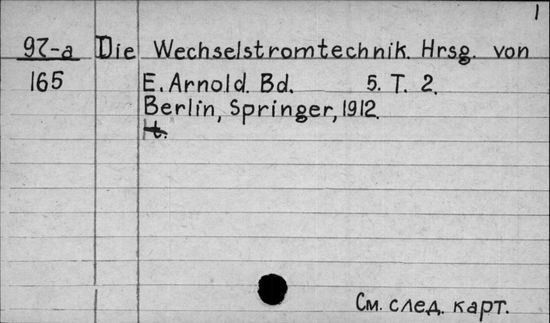 1
97-a Die Wechselstromtechnik. Hrsg. von
165 E. Arnold. Bd. 5. T. 2.
Berlin, Springer, 1912.
См. след. карт.